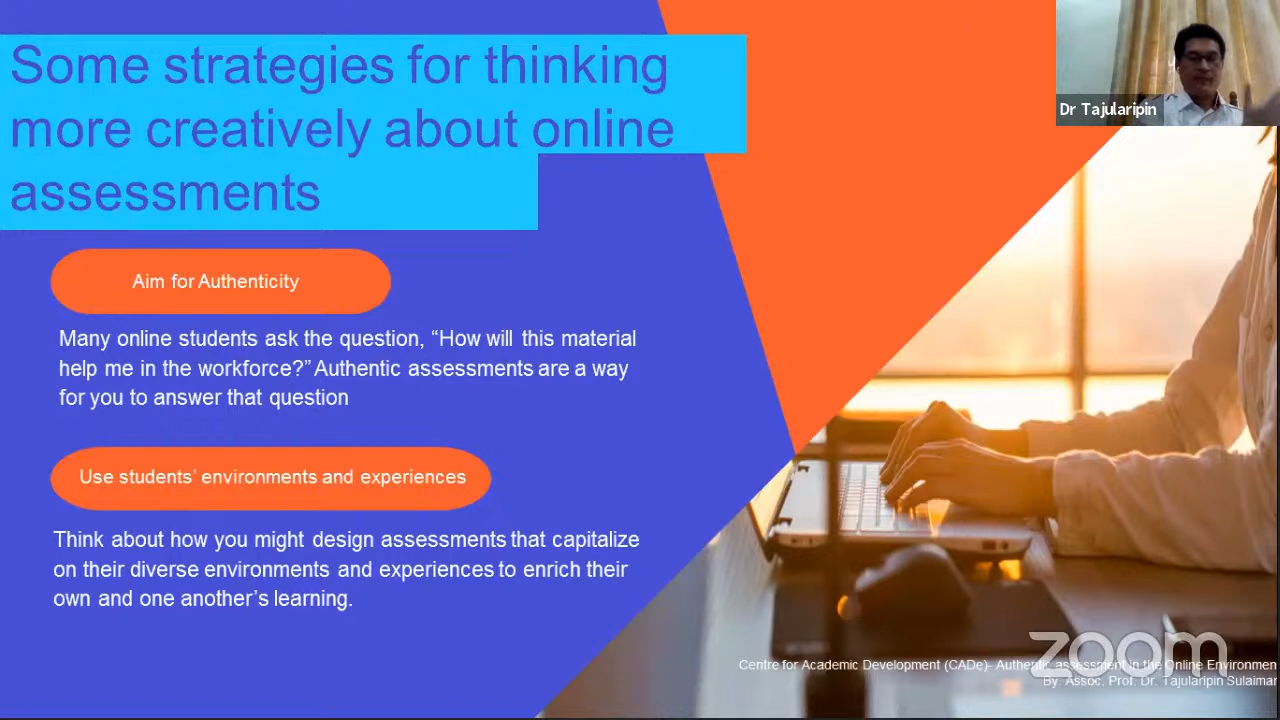 Some strategies for thinking
more creatively about online
assessments
Dr Tajularipin
Aim for Authenticity
Many online students ask the question, “How will this material
help me in the workforce?” Authentic assessments are a way
for you to answer that question
Use students’ environments and experiences
Think about how you might design assessments that capitalize
on their diverse environments and experiences to enrich their
own and one another’s learning.
zoom
Centre for Academic Development (CADe)- Authentic assessment in the Online Environmen
By. Assoc. Prof. Dr. Tajularipin Sulaiman